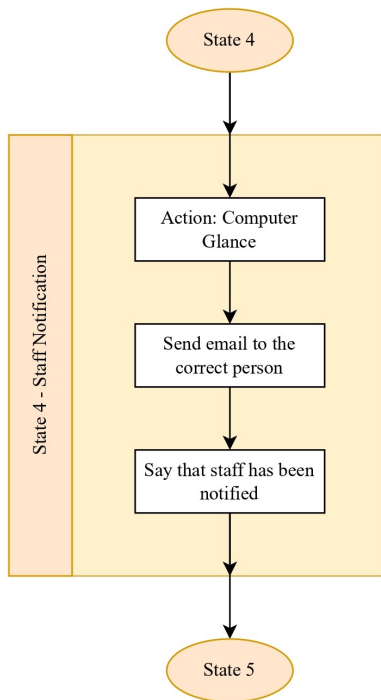 State 4
State 4 - Staff Notification
Action: Computer
Glance
Send email to the
correct person
Say that staff has been
notified
State 5